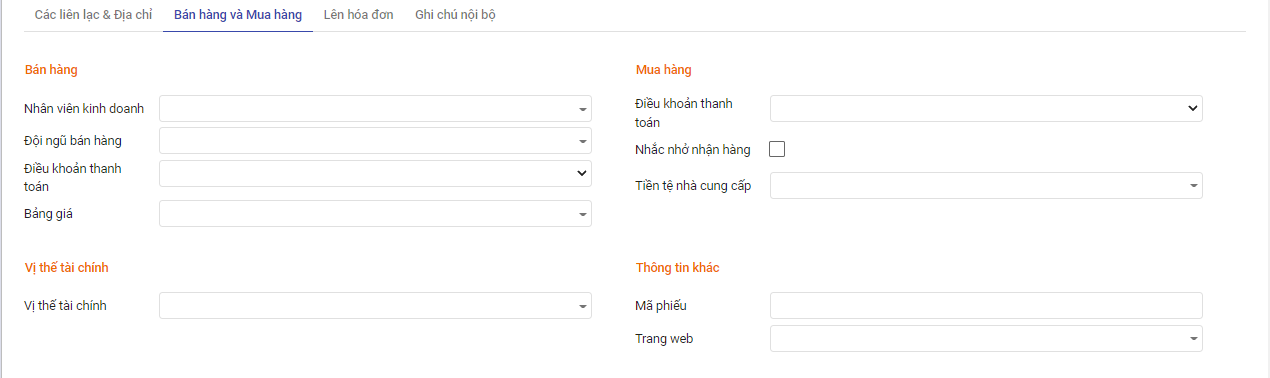 Các liên lạc & Địa chỉ
Bán hàng và Mua hàng
Lên hóa đơn
Ghi chú nội bộ
Bán hàng
Nhân viên kinh doanh
Đội ngũ bán hàng
Điều khoản thanh
toán
Bảng giá
Mua hàng
Điều khoản thanh
toán
Nhắc nhở nhận hàng
Tiền tệ nhà cung cấp
Vị thế tài chính
Vị thế tài chính
Thông tin khác
Mã phiếu
Trang web